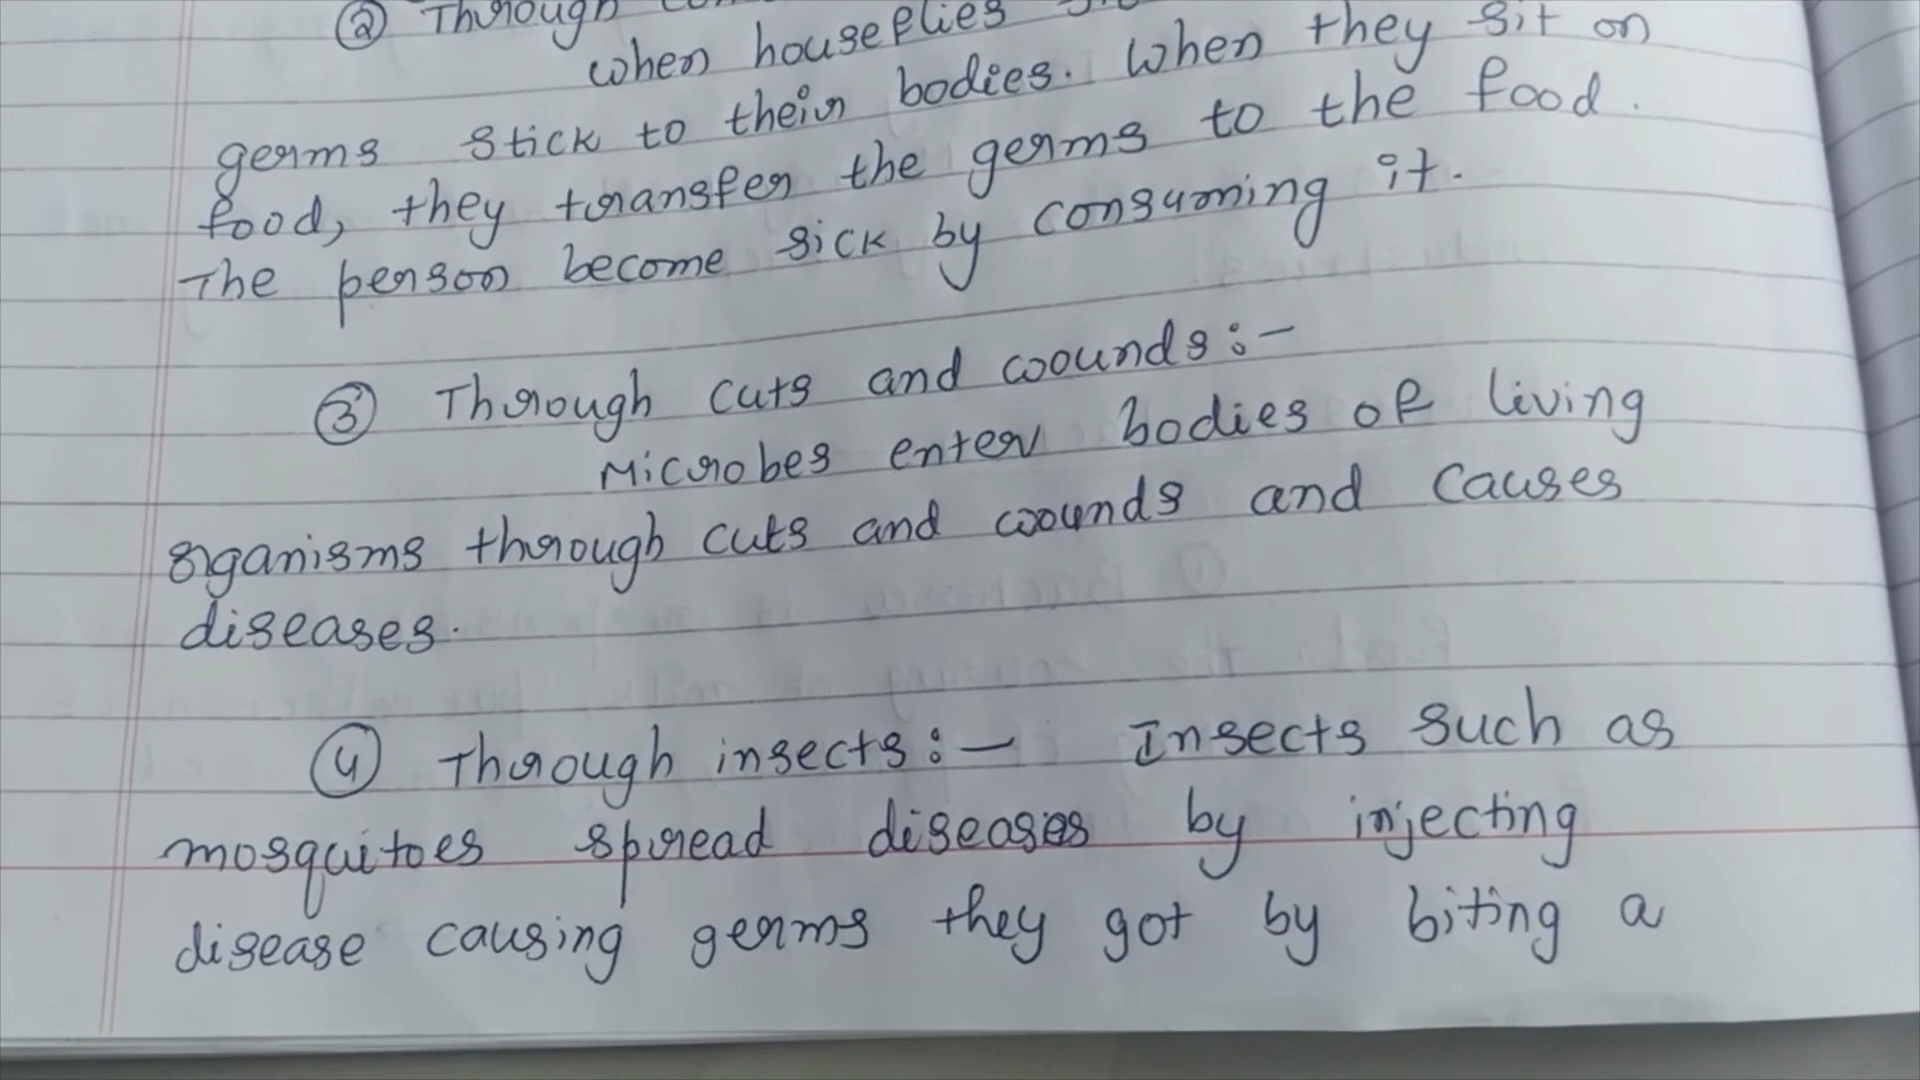 ② Through
when houseflies
germs stick to their bodies. When they sit on
food, they transfer the germs to the food.
The person become sick by consuming it.
③ Through cuts and wounds:-
Microbes enter bodies of living
organisms through cuts and wounds and causes
diseases.
④ Through insects:- Insects such as
mosquitoes spread diseases by injecting
disease causing germs they got by biting a